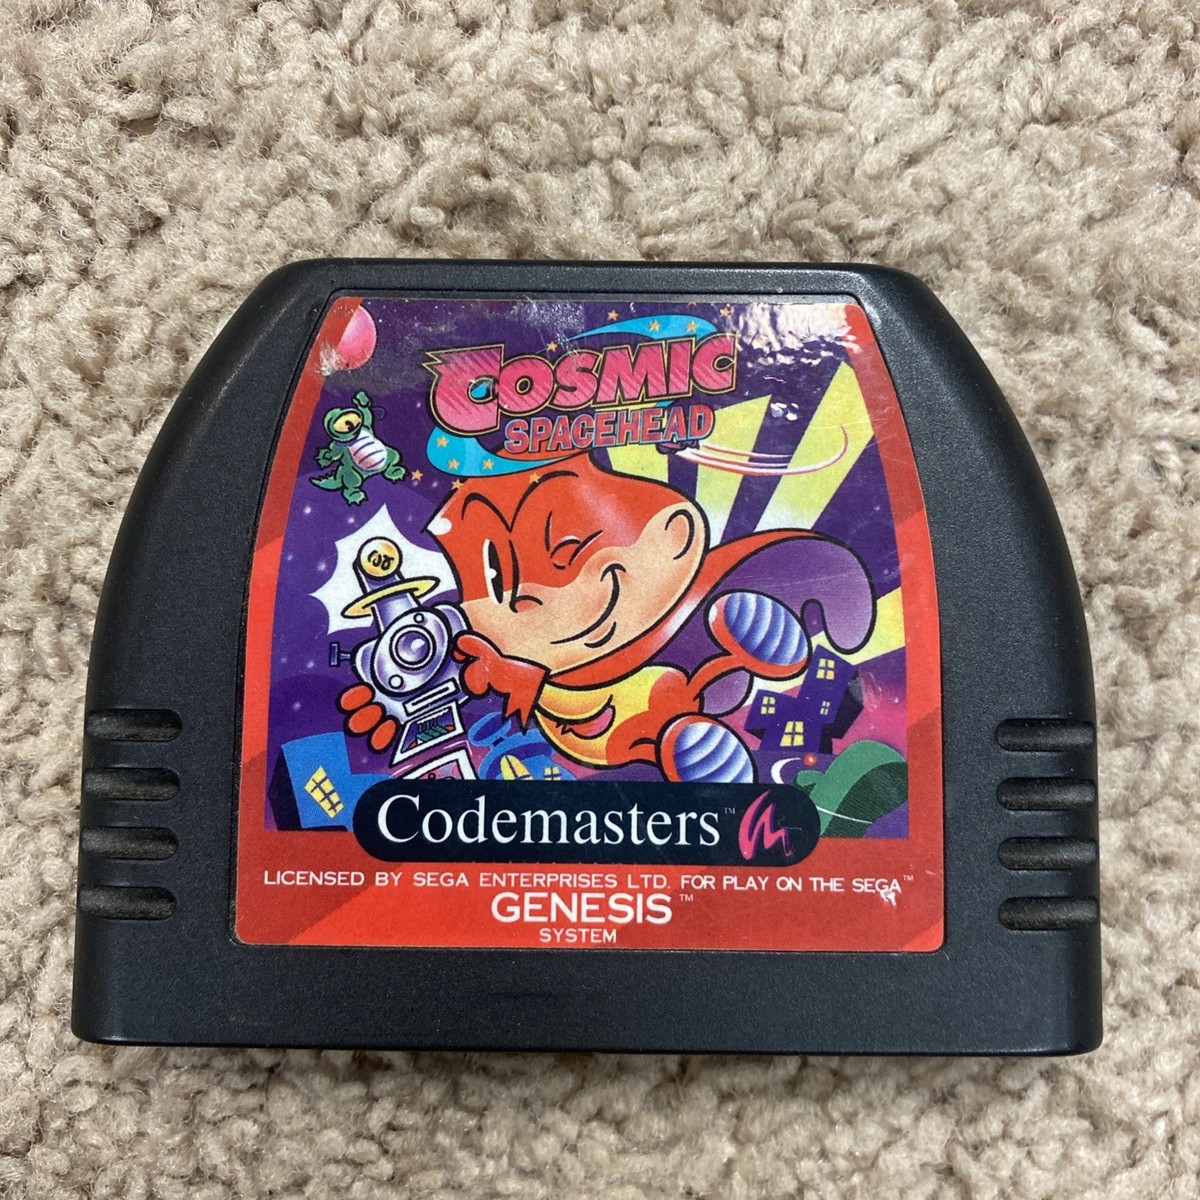 COSMIC
SPACEHEAD
Codemasters™
LICENSED BY SEGA ENTERPRISES LTD. FOR PLAY ON THE SEGA™
GENESIS™
SYSTEM